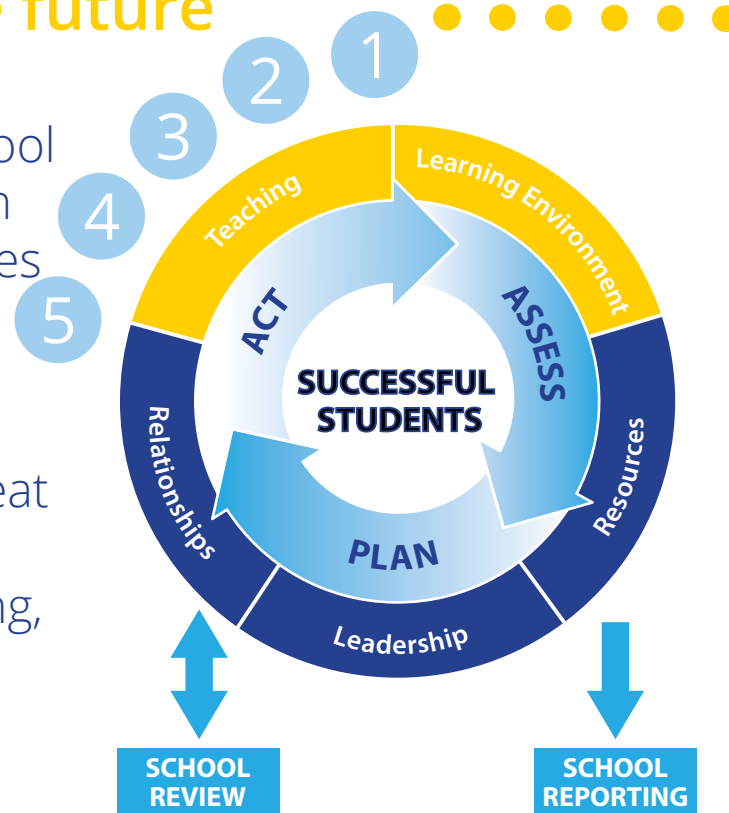 future
1
2
3
4
5
Teaching
Learning Environment
ACT
ASSESS
SUCCESSFUL
STUDENTS
Relationships
Resources
PLAN
Leadership
SCHOOL
REVIEW
SCHOOL
REPORTING